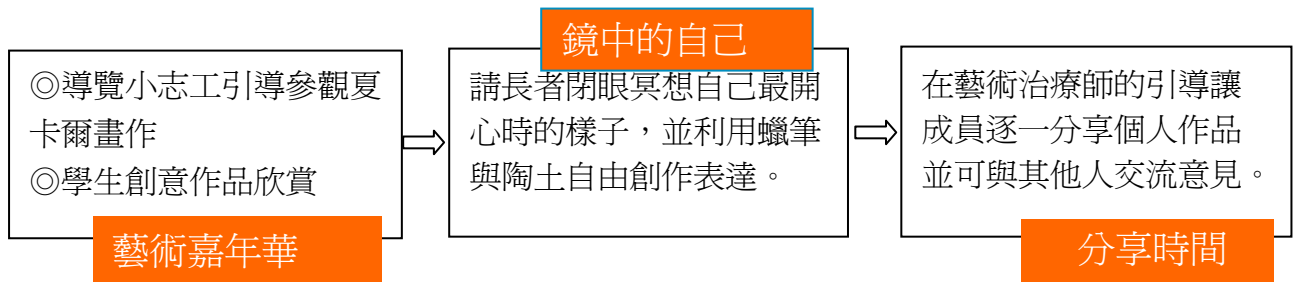 ◎導覽小志工引導參觀夏
卡爾畫作
◎學生創意作品欣賞
藝術嘉年華
鏡中的自己
請長者閉眼冥想自己最開
心時的樣子，並利用蠟筆
與陶土自由創作表達。
在藝術治療師的引導讓
成員逐一分享個人作品
並可與其他人交流意見。
分享時間